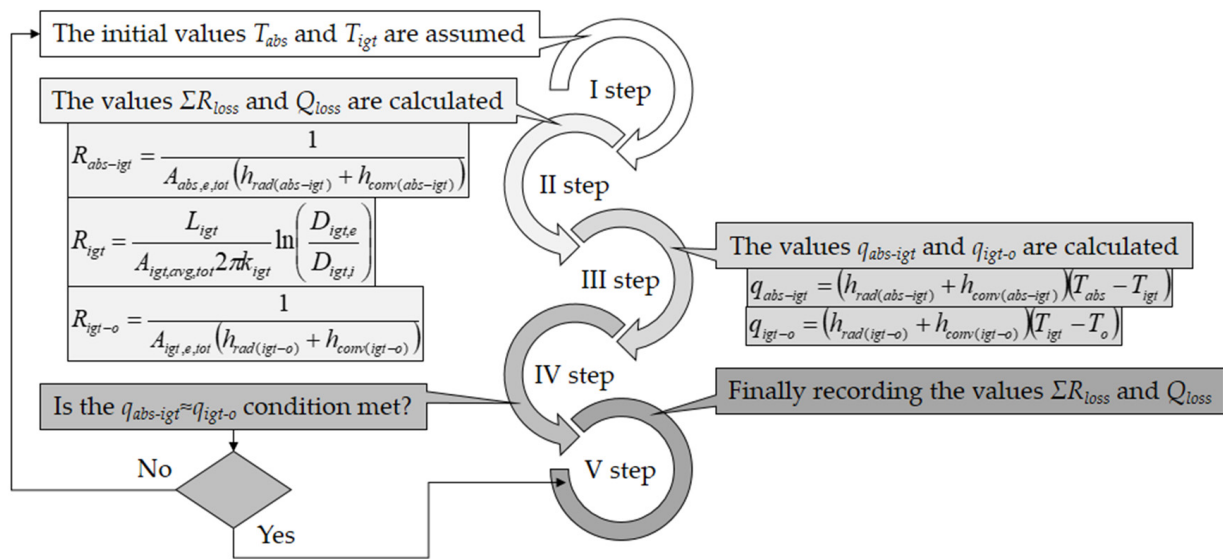 The initial values T_abs and T_igt are assumed
I step
The values ΣR_loss and Q_loss are calculated
R_abs-igt = 1 / (A_abs,e,tot (h_rad(abs-igt) + h_conv(abs-igt)))
II step
R_igt = L_igt / (A_igt,avg,tot 2πk_igt) ln(D_igt,e / D_igt,i)
The values q_abs-igt and q_igt-o are calculated
III step
q_abs-igt = (h_rad(abs-igt) + h_conv(abs-igt))(T_abs − T_igt)
q_igt-o = (h_rad(igt-o) + h_conv(igt-o))(T_igt − T_o)
R_igt-o = 1 / (A_igt,e,tot (h_rad(igt-o) + h_conv(igt-o)))
IV step
Is the q_abs-igt≈q_igt-o condition met?
Finally recording the values ΣR_loss and Q_loss
No
V step
Yes